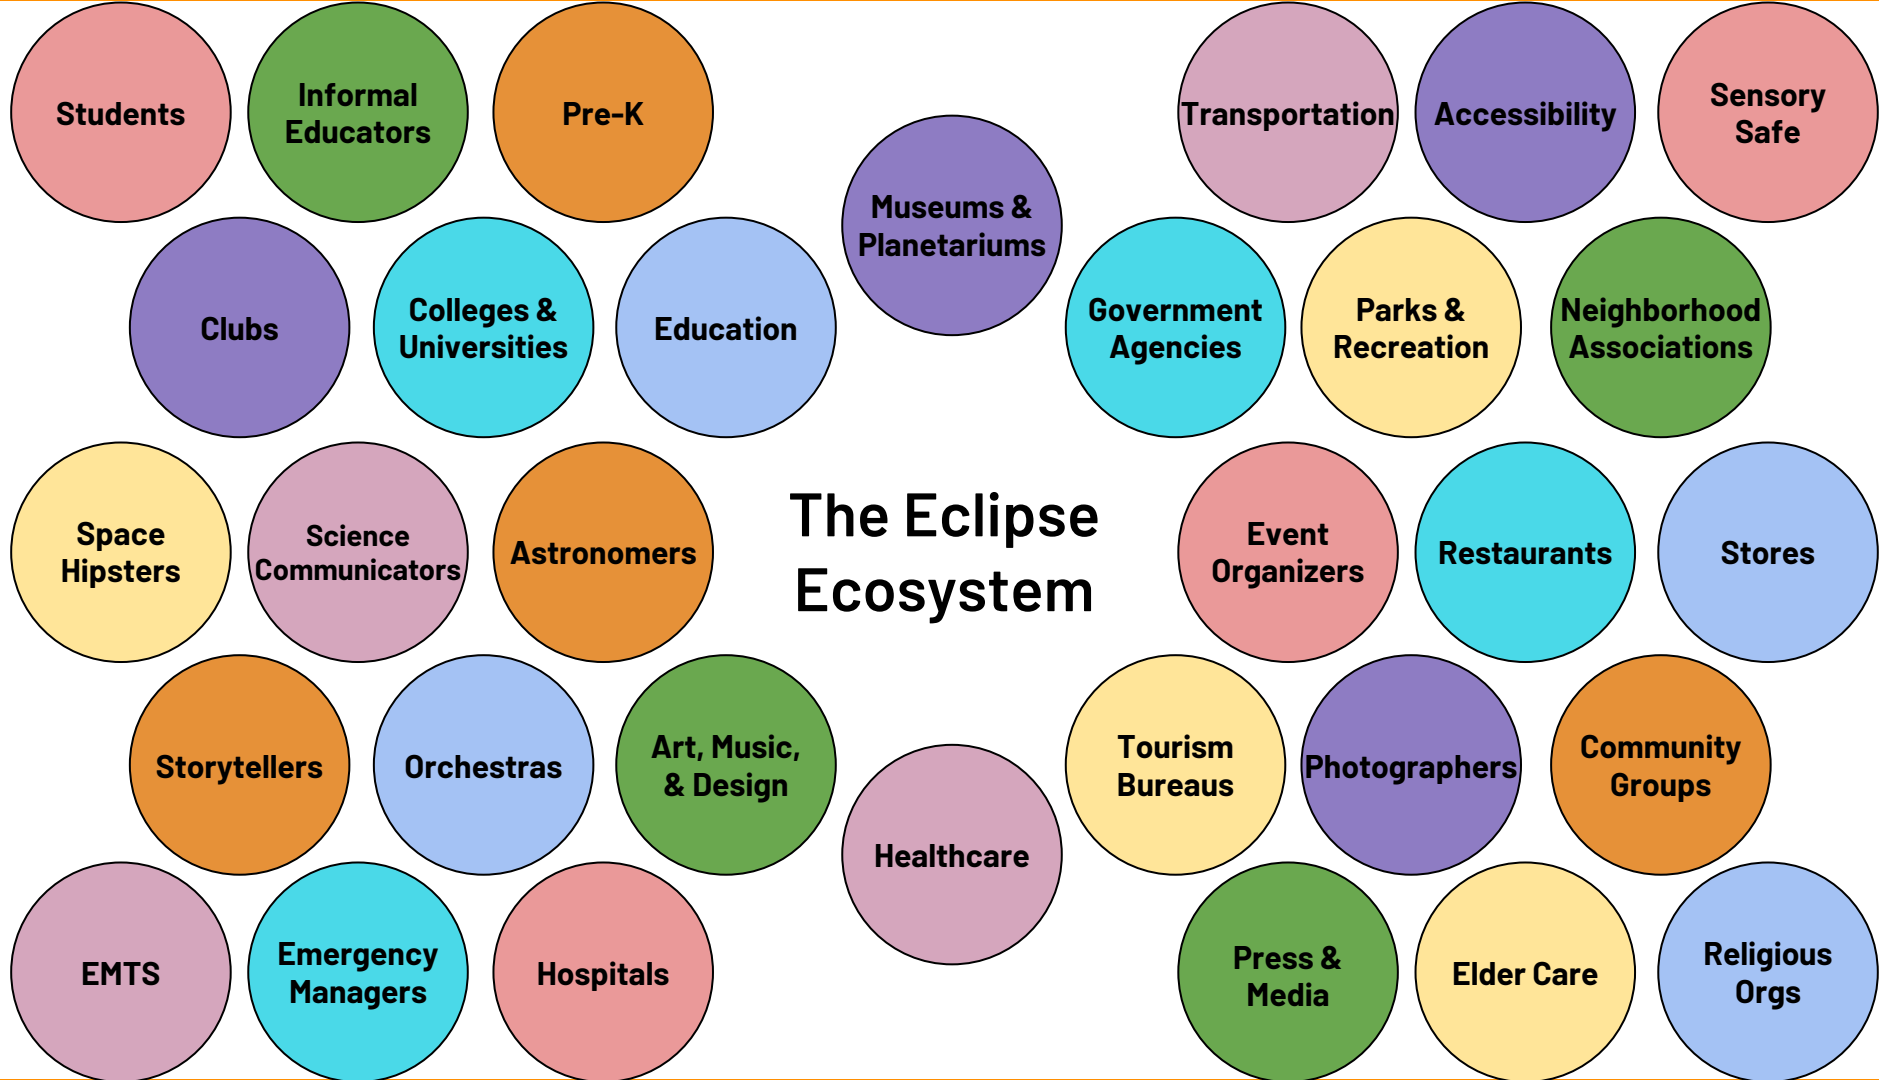 Students
Informal
Educators
Pre-K
Transportation
Accessibility
Sensory
Safe
Museums &
Planetariums
Clubs
Colleges &
Universities
Education
Government
Agencies
Parks &
Recreation
Neighborhood
Associations
Space
Hipsters
Science
Communicators
Astronomers
The Eclipse
Ecosystem
Event
Organizers
Restaurants
Stores
Storytellers
Orchestras
Art, Music,
& Design
Healthcare
Tourism
Bureaus
Photographers
Community
Groups
EMTS
Emergency
Managers
Hospitals
Press &
Media
Elder Care
Religious
Orgs